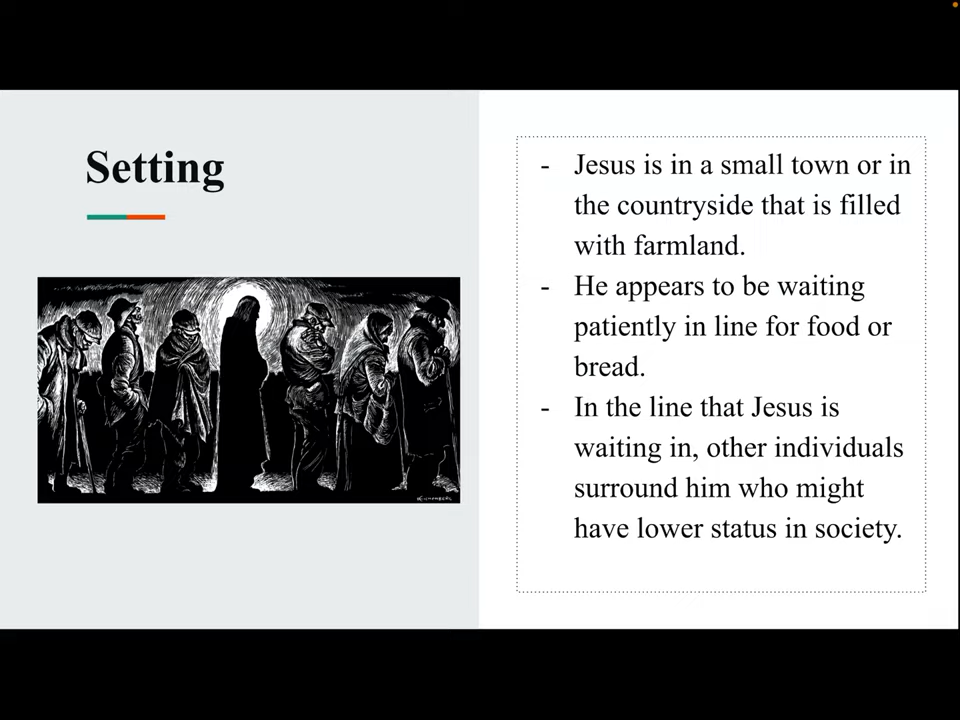 Setting
- Jesus is in a small town or in
the countryside that is filled
with farmland.
- He appears to be waiting
patiently in line for food or
bread.
- In the line that Jesus is
waiting in, other individuals
surround him who might
have lower status in society.